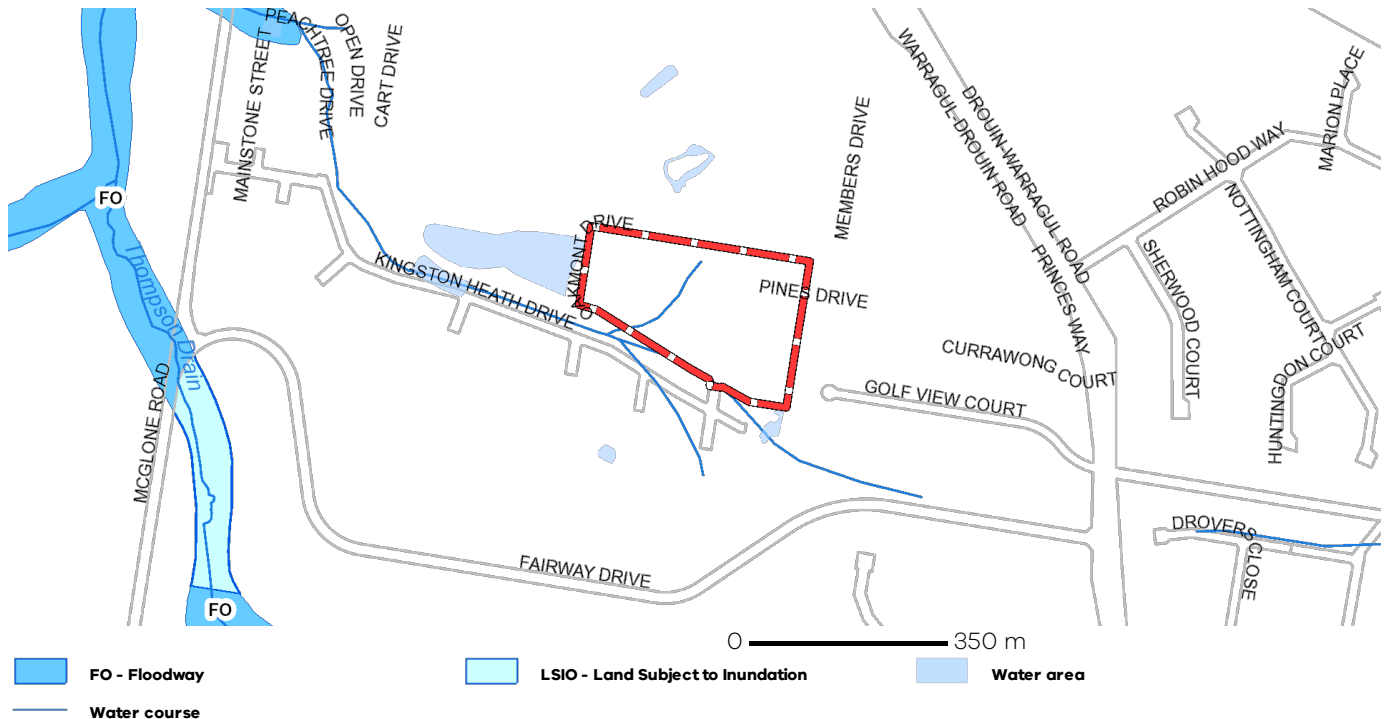 PEACHTREE DRIVE
OPEN DRIVE
CART DRIVE
MAINSTONE STREET
WARRAGUL-DROUIN ROAD
DROUIN-WARRAGUL ROAD
MARION PLACE
ROBIN HOOD WAY
MEMBERS DRIVE
FO
NOTTINGHAM COURT
OAKMONT DRIVE
PRINCES WAY
SHERWOOD COURT
Thompson Drain
KINGSTON HEATH DRIVE
PINES DRIVE
HUNTINGDON COURT
CURRAWONG COURT
GOLF VIEW COURT
MCGLONE ROAD
DROVERS CLOSE
FAIRWAY DRIVE
FO
0 350 m
FO - Floodway
LSIO - Land Subject to Inundation
Water area
Water course